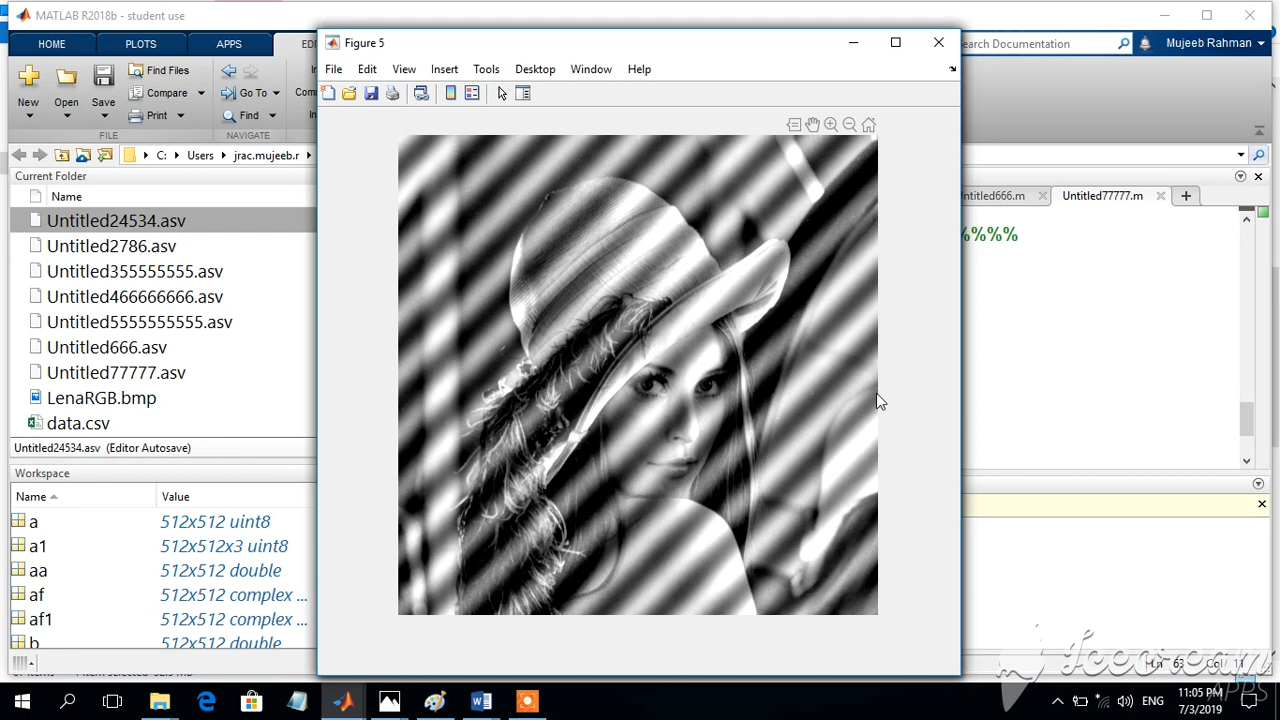 MATLAB R2018b - student use
HOME PLOTS APPS
Search Documentation Mujeeb Rahman
Figure 5
File Edit View Insert Tools Desktop Window Help
New Open Save
Find Files
Compare
Print
Go To
Find
FILE NAVIGATE
C: Users jrac.mujeeb.r
Current Folder
Name
Untitled24534.asv
Untitled2786.asv
Untitled355555555.asv
Untitled466666666.asv
Untitled5555555555.asv
Untitled666.asv
Untitled77777.asv
LenaRGB.bmp
data.csv
Untitled24534.asv (Editor Autosave)
Workspace
Name Value
a 512x512 uint8
a1 512x512x3 uint8
aa 512x512 double
af 512x512 complex ...
af1 512x512 complex ...
b 512x512 double
Untitled77777.m
%%%
ENG
11:05 PM
7/3/2019
APPS